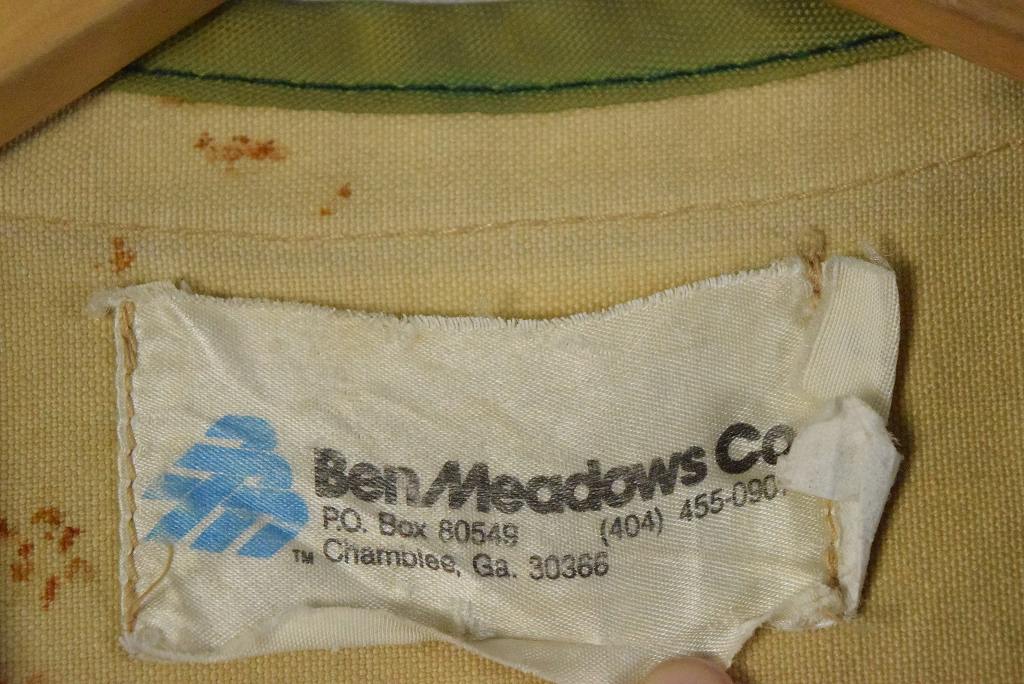 Ben Meadows Co
P.O. Box 80549 (404) 455-090
TM Chamblee, Ga. 30366